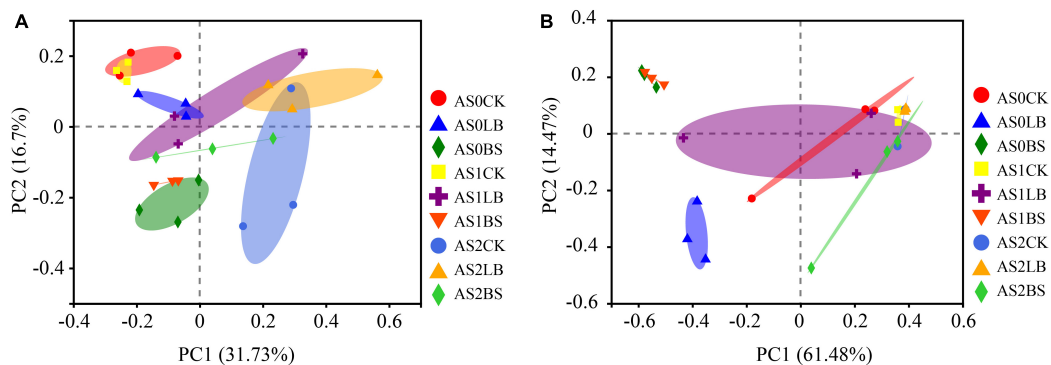 A
PC2 (16.7%)
0.2
0
-0.2
-0.4
-0.4
-0.2
0
0.2
0.4
0.6
PC1 (31.73%)
AS0CK
AS0LB
AS0BS
AS1CK
AS1LB
AS1BS
AS2CK
AS2LB
AS2BS
B
PC2 (14.47%)
0.4
0.2
0
-0.2
-0.4
-0.6
-0.6
-0.4
-0.2
0
0.2
0.4
0.6
PC1 (61.48%)
AS0CK
AS0LB
AS0BS
AS1CK
AS1LB
AS1BS
AS2CK
AS2LB
AS2BS